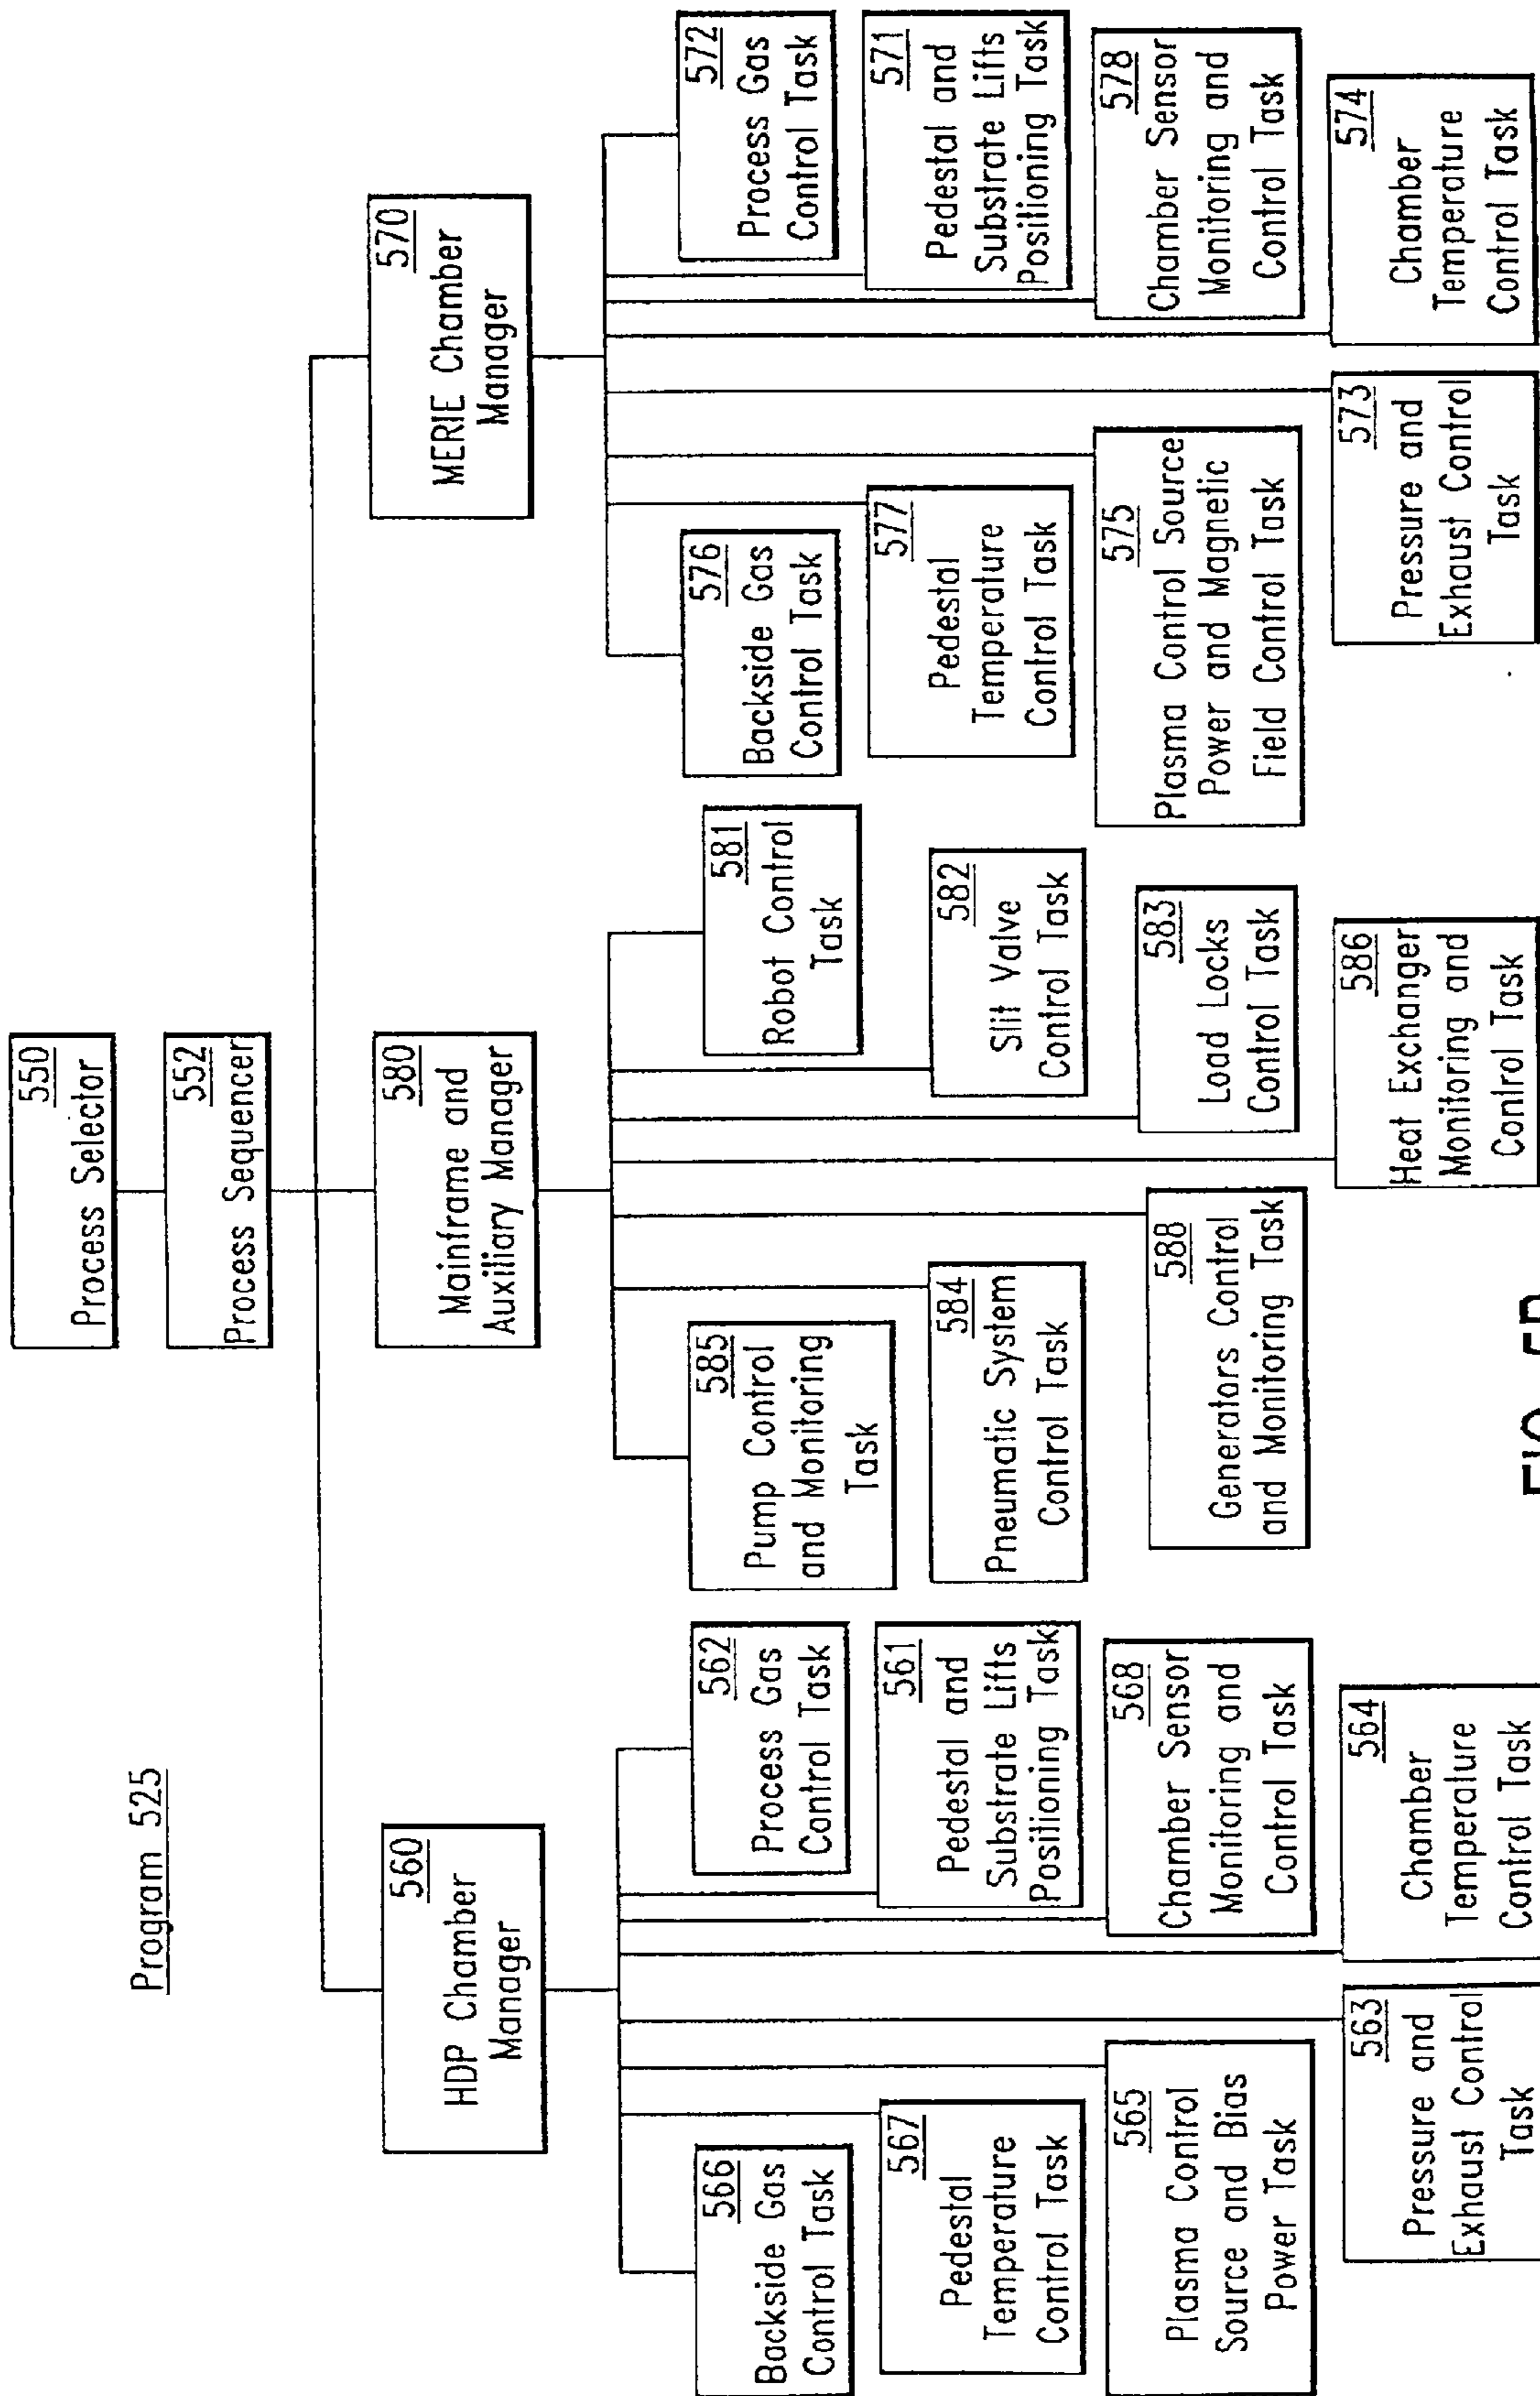 Program 525
550
Process Selector
552
Process Sequencer
560
HDP Chamber
Manager
580
Mainframe and
Auxiliary Manager
570
MERIE Chamber
Manager
566
Backside Gas
Control Task
562
Process Gas
Control Task
567
Pedestal
Temperature
Control Task
561
Pedestal and
Substrate Lifts
Positioning Task
565
Plasma Control
Source and Bias
Power Task
568
Chamber Sensor
Monitoring and
Control Task
563
Pressure and
Exhaust Control
Task
564
Chamber
Temperature
Control Task
585
Pump Control
and Monitoring
Task
581
Robot Control
Task
584
Pneumatic System
Control Task
582
Slit Valve
Control Task
588
Generators Control
and Monitoring Task
583
Load Locks
Control Task
586
Heat Exchanger
Monitoring and
Control Task
576
Backside Gas
Control Task
572
Process Gas
Control Task
577
Pedestal
Temperature
Control Task
571
Pedestal and
Substrate Lifts
Positioning Task
575
Plasma Control Source
Power and Magnetic
Field Control Task
578
Chamber Sensor
Monitoring and
Control Task
573
Pressure and
Exhaust Control
Task
574
Chamber
Temperature
Control Task